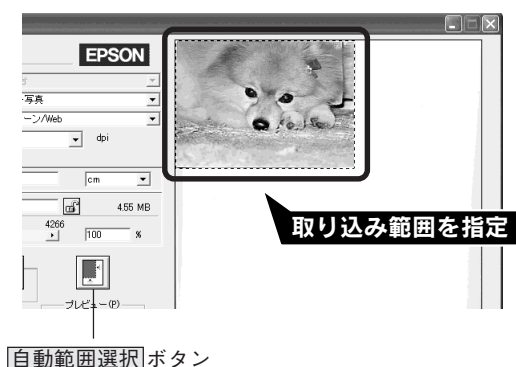 EPSON
写真
ーン/Web
dpi
cm
4.55 MB
4266
100 %
取り込み範囲を指定
プレビュー(P)
自動範囲選択 ボタン